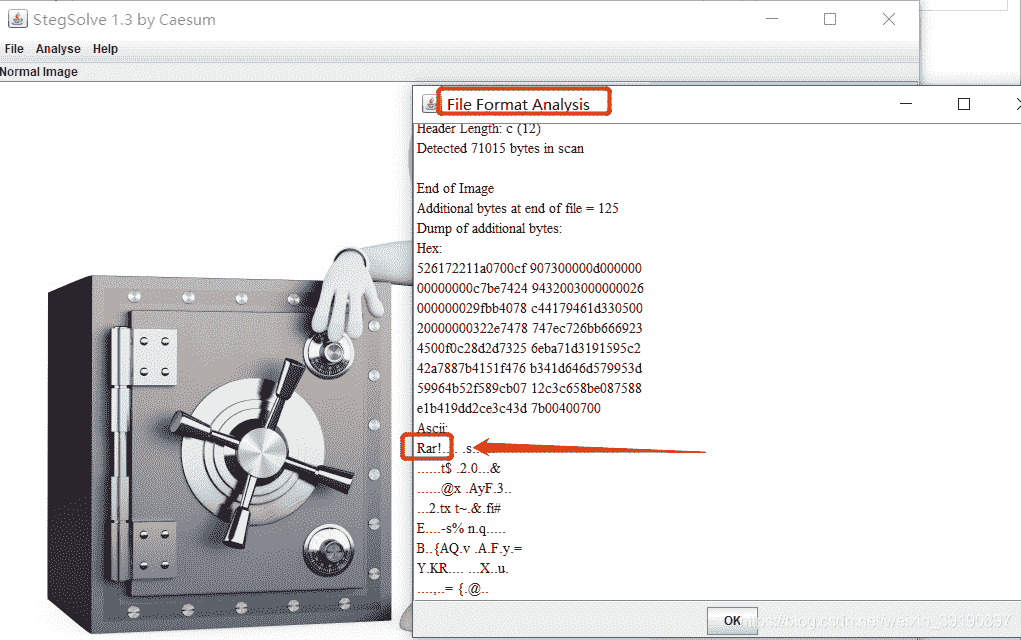 StegSolve 1.3 by Caesum
File Analyse Help
Normal Image
File Format Analysis
Header Length: c (12)
Detected 71015 bytes in scan
End of Image
Additional bytes at end of file = 125
Dump of additional bytes:
Hex:
526172211a0700cf 907300000d000000
00000000c7be7424 9432003000000026
000000029fbb4078 c44179461d330500
20000000322e7478 747ec726bb666923
4500f0c28d2d7325 6eba71d3191595c2
42a7887b4151f476 b341d646d579953d
59964b52f589cb07 12c3c658be087588
e1b419dd2ce3c43d 7b00400700
Ascii:
Rar!.... .s......
......t$ .2.0...&
......@x .AyF.3..
...2.tx t~.&.fi#
E....-s% n.q.....
B..{AQ.v .A.F.y.=
Y.KR.... ...X..u.
....,..= {.@..
OK
https://blog.csdn.net/weixin_39190897